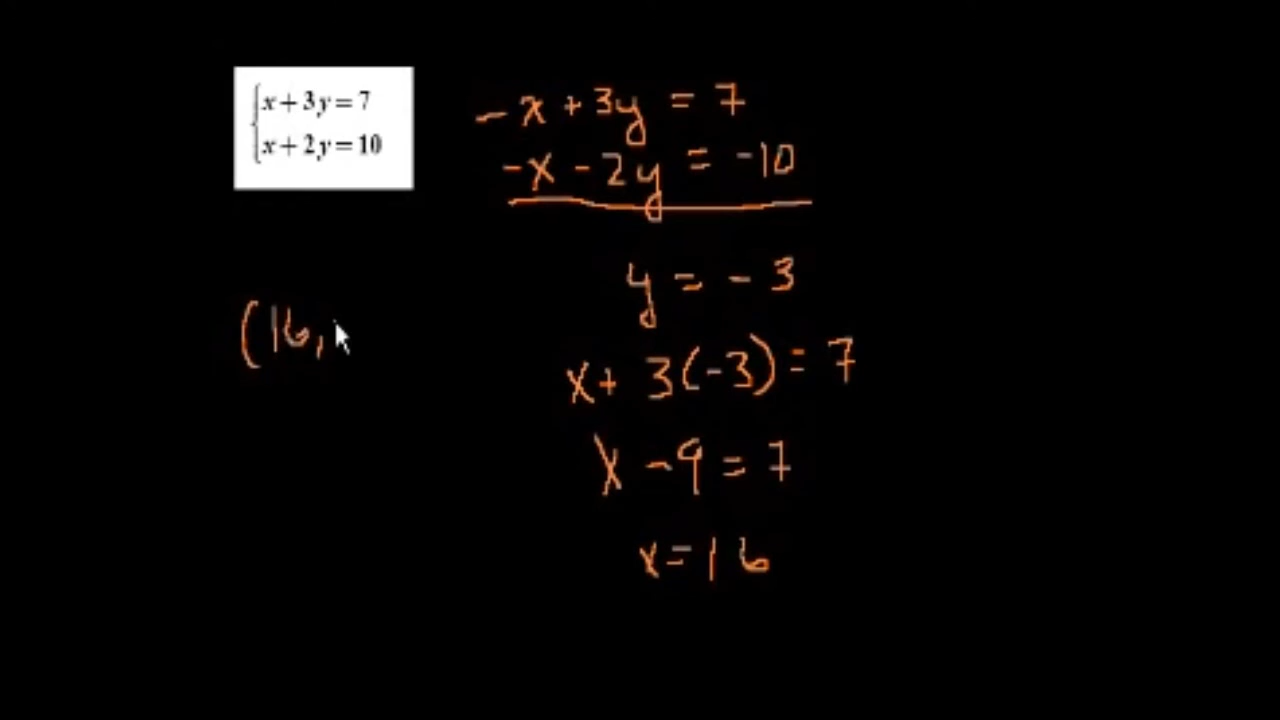 x+3y=7
x+2y=10
-x+3y=7
-x-2y=-10
y=-3
x+3(-3)=7
x-9=7
x=16
(16,